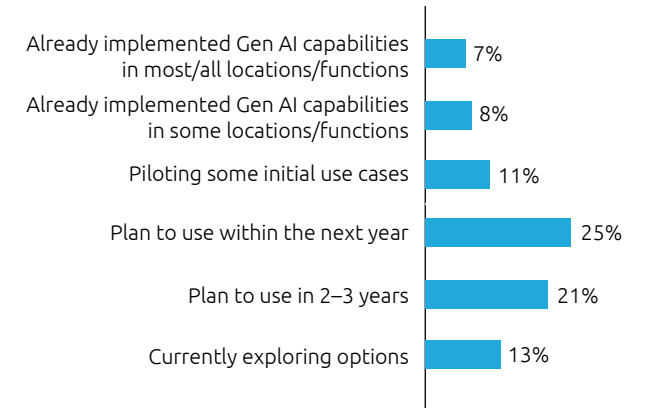 Already implemented Gen AI capabilities
in most/all locations/functions
7%
Already implemented Gen AI capabilities
in some locations/functions
8%
Piloting some initial use cases
11%
Plan to use within the next year
25%
Plan to use in 2–3 years
21%
Currently exploring options
13%